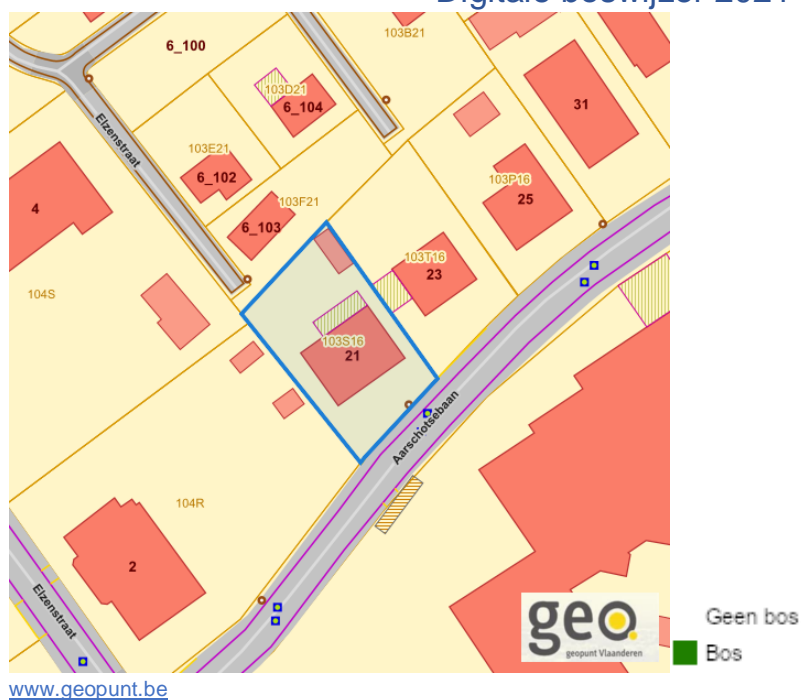 Digitale boswijzer 2021
6_100
103B21
103D21
6_104
31
Elzenstraat
103E21
6_102
103P16
25
4
103F21
6_103
103T16
23
104S
103S16
21
Aarschotsebaan
104R
2
Elzenstraat
geo.
geopunt Vlaanderen
Geen bos
Bos
www.geopunt.be